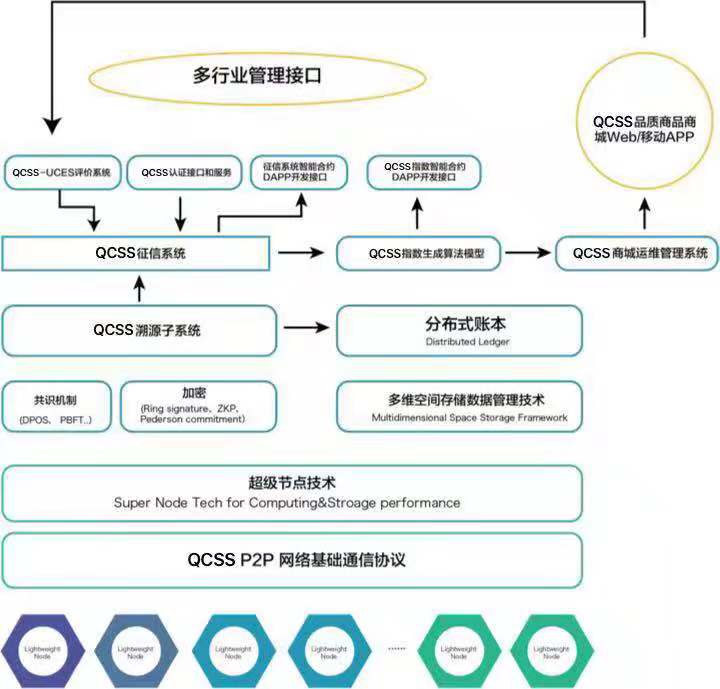 多行业管理接口
QCSS品质商品商
城Web/移动APP
QCSS-UCES评价系统
QCSS认证接口和服务
征信系统智能合约
DAPP开发接口
QCSS指数智能合约
DAPP开发接口
QCSS征信系统
QCSS指数生成算法模型
QCSS商城运维管理系统
QCSS溯源子系统
分布式账本
Distributed Ledger
共识机制
(DPOS、 PBFT..)
加密
(Ring signature、ZKP、
Pederson commitment)
多维空间存储数据管理技术
Multidimensional Space Storage Framework
超级节点技术
Super Node Tech for Computing&Stroage performance
QCSS P2P 网络基础通信协议
Lightweight
Node
Lightweight
Node
Lightweight
Node
Lightweight
Node
......
Lightweight
Node
Lightweight
Node